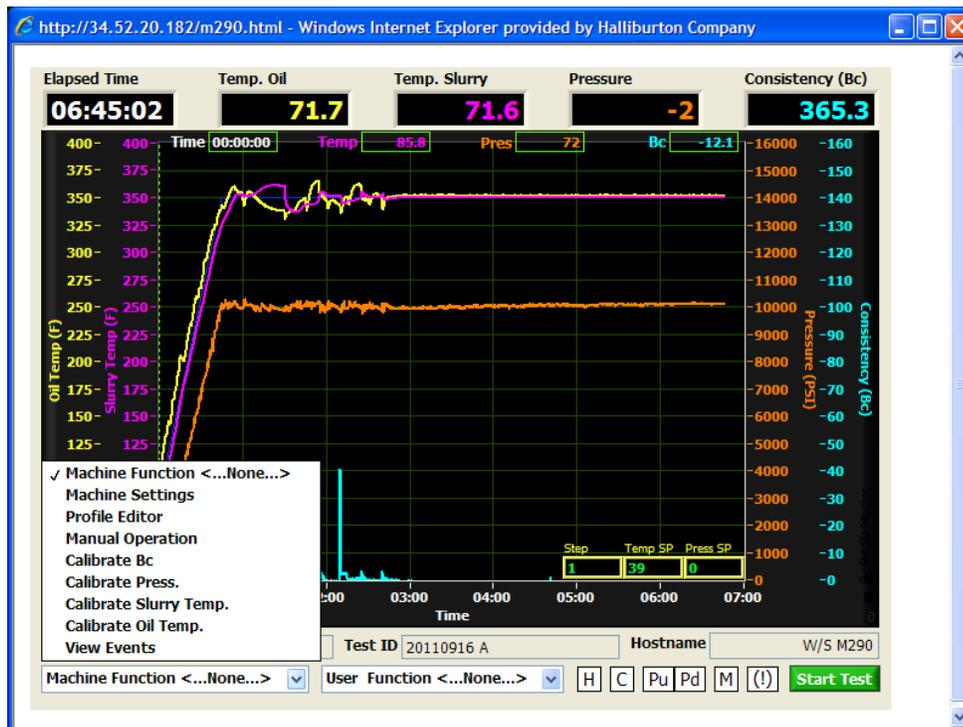 http://34.52.20.182/m290.html - Windows Internet Explorer provided by Halliburton Company
Elapsed Time Temp. Oil Temp. Slurry Pressure Consistency (Bc)
06:45:02 71.7 71.6 -2 365.3
Time 00:00:00 Temp 85.8 Pres 72 Bc -12.1
400 400 16000 160
375 375 15000 150
350 350 14000 140
325 325 13000 130
300 300 12000 120
275 275 11000 110
250 250 10000 100
225 225 9000 90
200 200 8000 80
175 175 7000 70
150 150 6000 60
125 125 5000 50
4000 40
3000 30
2000 20
1000 10
0 0
Oil Temp (F)
Slurry Temp (F)
Pressure (PSI)
Consistency (Bc)
✓ Machine Function <...None...>
Machine Settings
Profile Editor
Manual Operation
Calibrate Bc
Calibrate Press.
Calibrate Slurry Temp.
Calibrate Oil Temp.
View Events
Step Temp SP Press SP
1 39 0
2:00 03:00 04:00 05:00 06:00 07:00
Time
Test ID 20110916 A Hostname W/S M290
Machine Function <...None...> User Function <...None...> H C Pu Pd M (!) Start Test